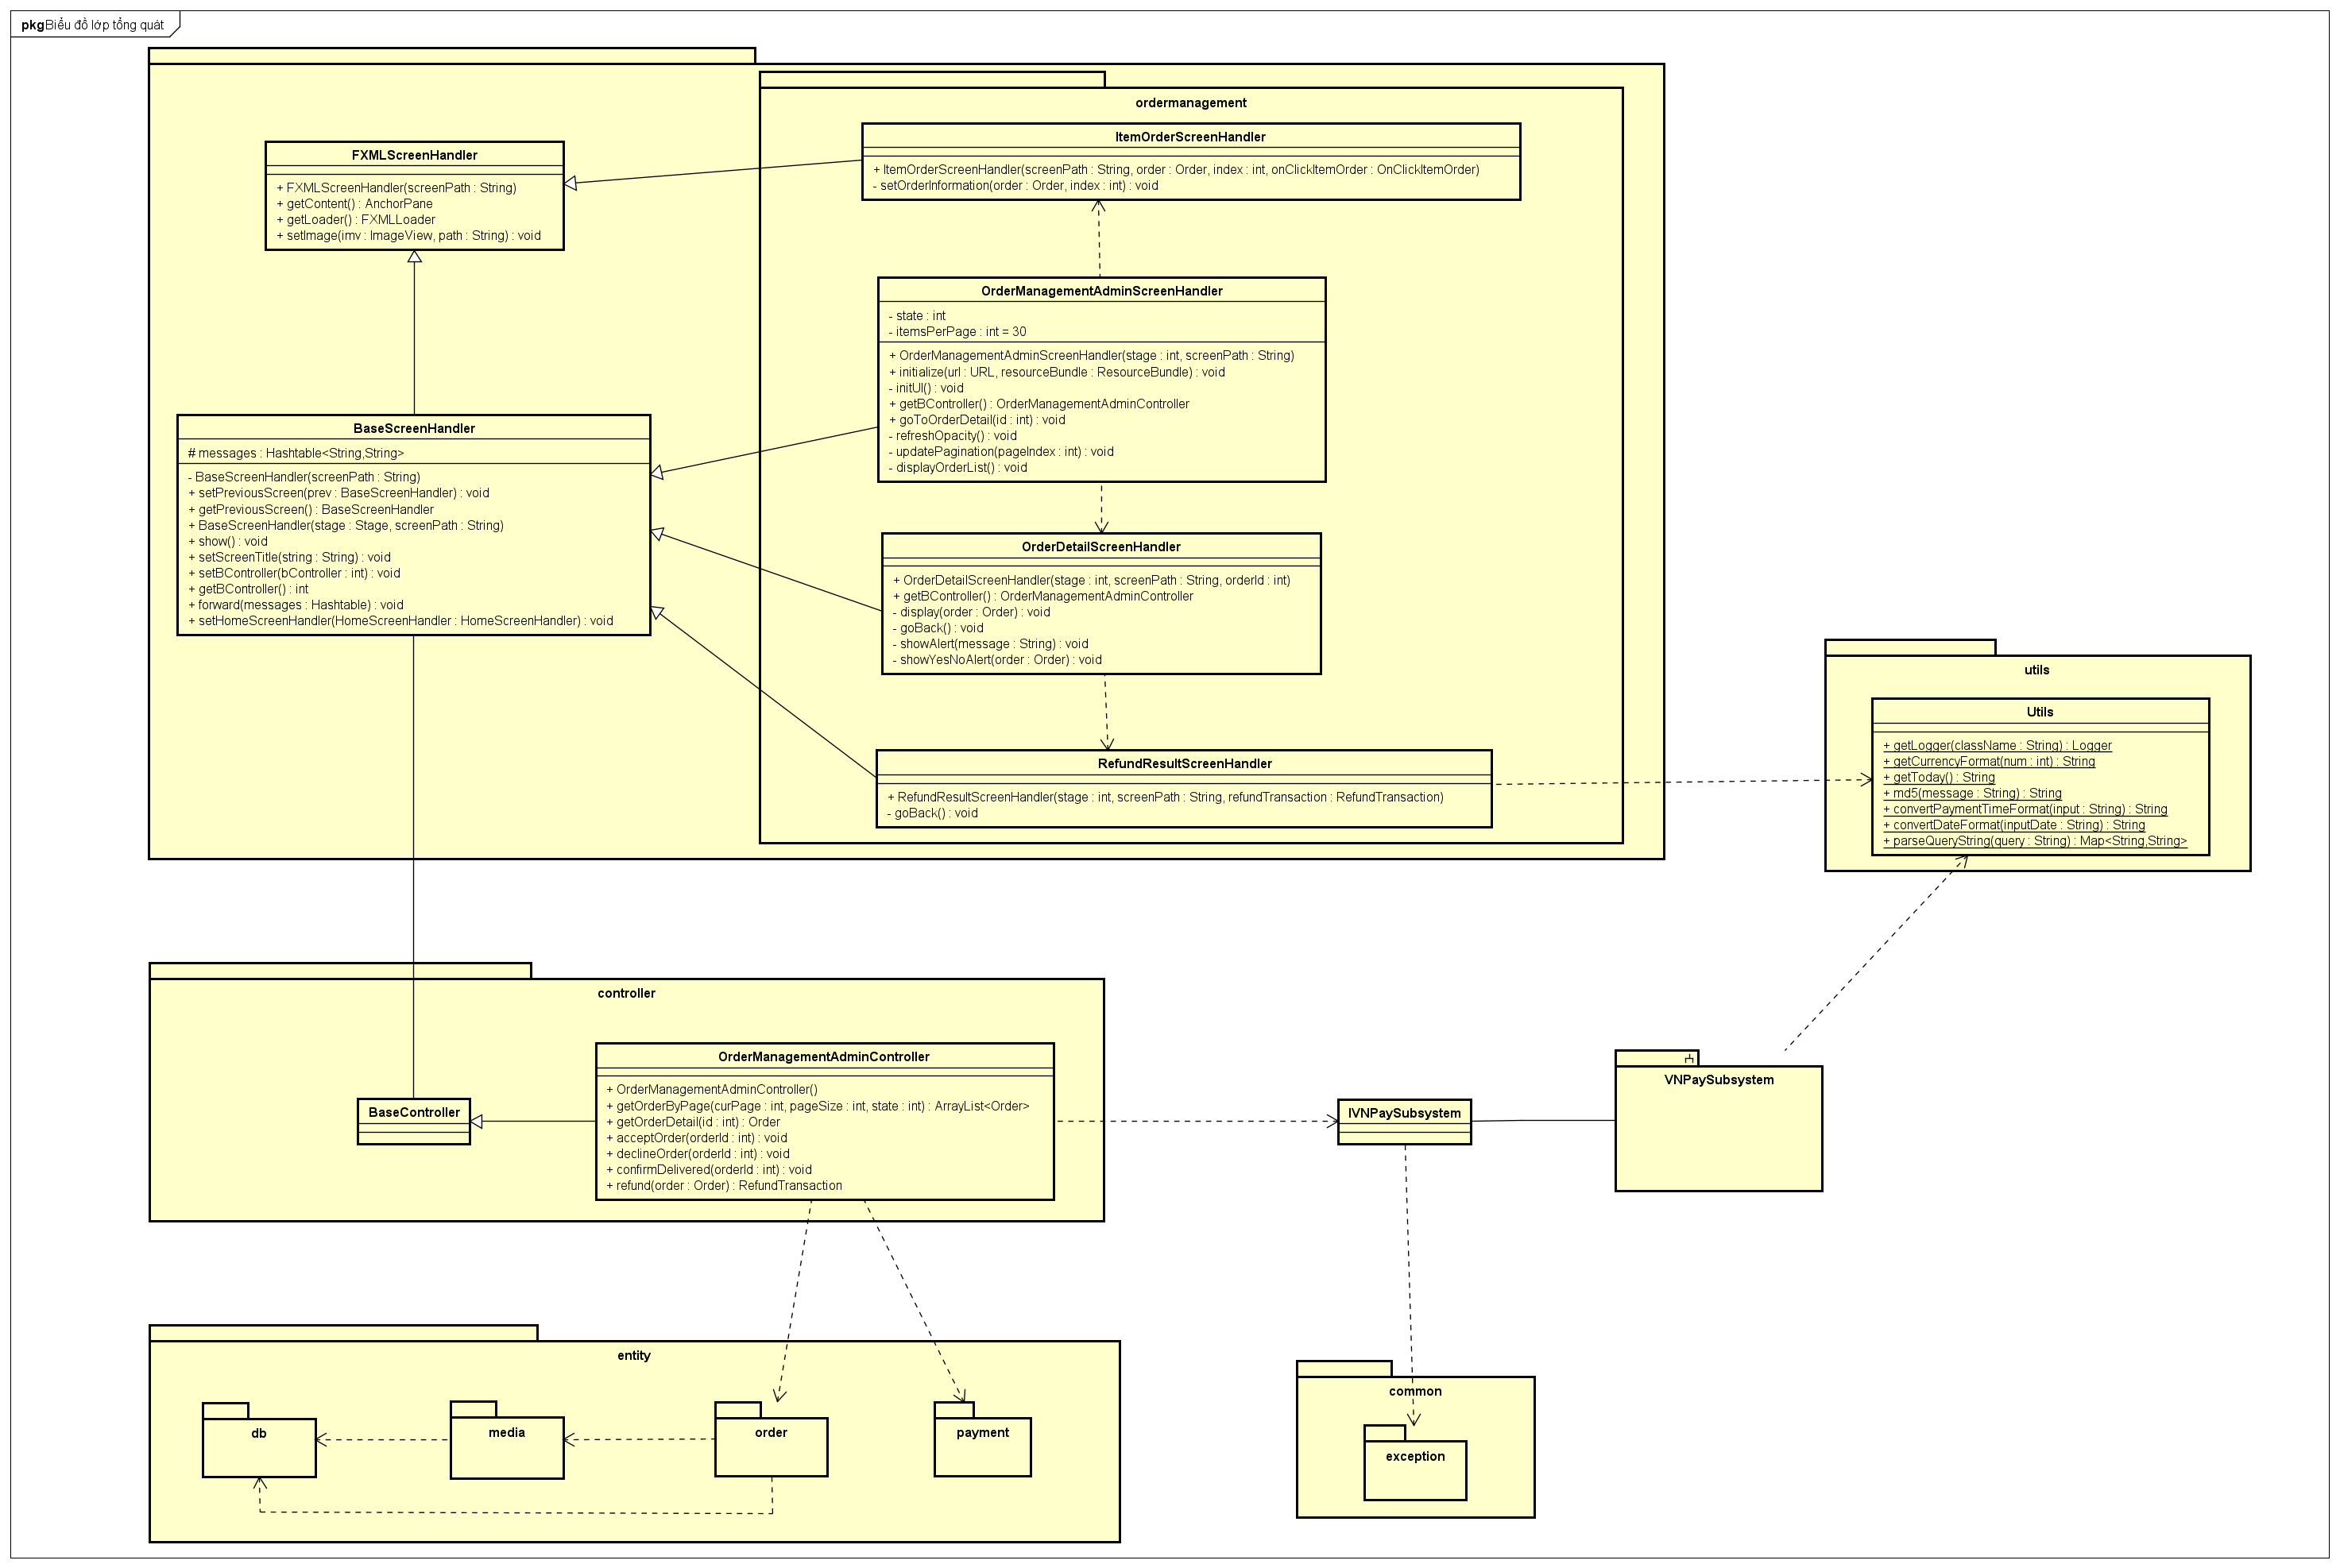 pkg Biểu đồ lớp tổng quát
ordermanagement
ItemOrderScreenHandler
+ ItemOrderScreenHandler(screenPath : String, order : Order, index : int, onClickItemOrder : OnClickItemOrder)
- setOrderInformation(order : Order, index : int) : void
FXMLScreenHandler
+ FXMLScreenHandler(screenPath : String)
+ getContent() : AnchorPane
+ getLoader() : FXMLLoader
+ setImage(imv : ImageView, path : String) : void
OrderManagementAdminScreenHandler
- state : int
- itemsPerPage : int = 30
+ OrderManagementAdminScreenHandler(stage : int, screenPath : String)
+ initialize(url : URL, resourceBundle : ResourceBundle) : void
- initUI() : void
+ getBController() : OrderManagementAdminController
+ goToOrderDetail(id : int) : void
- refreshOpacity() : void
- updatePagination(pageIndex : int) : void
- displayOrderList() : void
BaseScreenHandler
# messages : Hashtable<String,String>
- BaseScreenHandler(screenPath : String)
+ setPreviousScreen(prev : BaseScreenHandler) : void
+ getPreviousScreen() : BaseScreenHandler
+ BaseScreenHandler(stage : Stage, screenPath : String)
+ show() : void
+ setScreenTitle(string : String) : void
+ setBController(bController : int) : void
+ getBController() : int
+ forward(messages : Hashtable) : void
+ setHomeScreenHandler(HomeScreenHandler : HomeScreenHandler) : void
OrderDetailScreenHandler
+ OrderDetailScreenHandler(stage : int, screenPath : String, orderId : int)
+ getBController() : OrderManagementAdminController
- display(order : Order) : void
- goBack() : void
- showAlert(message : String) : void
- showYesNoAlert(order : Order) : void
RefundResultScreenHandler
+ RefundResultScreenHandler(stage : int, screenPath : String, refundTransaction : RefundTransaction)
- goBack() : void
utils
Utils
+ getLogger(className : String) : Logger
+ getCurrencyFormat(num : int) : String
+ getToday() : String
+ md5(message : String) : String
+ convertPaymentTimeFormat(input : String) : String
+ convertDateFormat(inputDate : String) : String
+ parseQueryString(query : String) : Map<String,String>
controller
OrderManagementAdminController
+ OrderManagementAdminController()
+ getOrderByPage(curPage : int, pageSize : int, state : int) : ArrayList<Order>
+ getOrderDetail(id : int) : Order
+ acceptOrder(orderId : int) : void
+ declineOrder(orderId : int) : void
+ confirmDelivered(orderId : int) : void
+ refund(order : Order) : RefundTransaction
BaseController
IVNPaySubsystem
VNPaySubsystem
entity
db
media
order
payment
common
exception